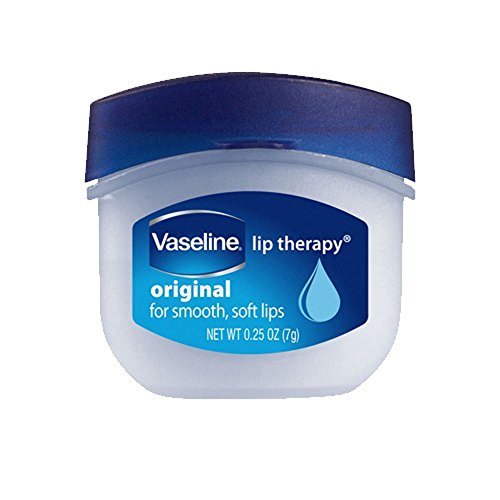 Vaseline. lip therapy®
original
for smooth, soft lips
NET WT 0.25 OZ (7g)